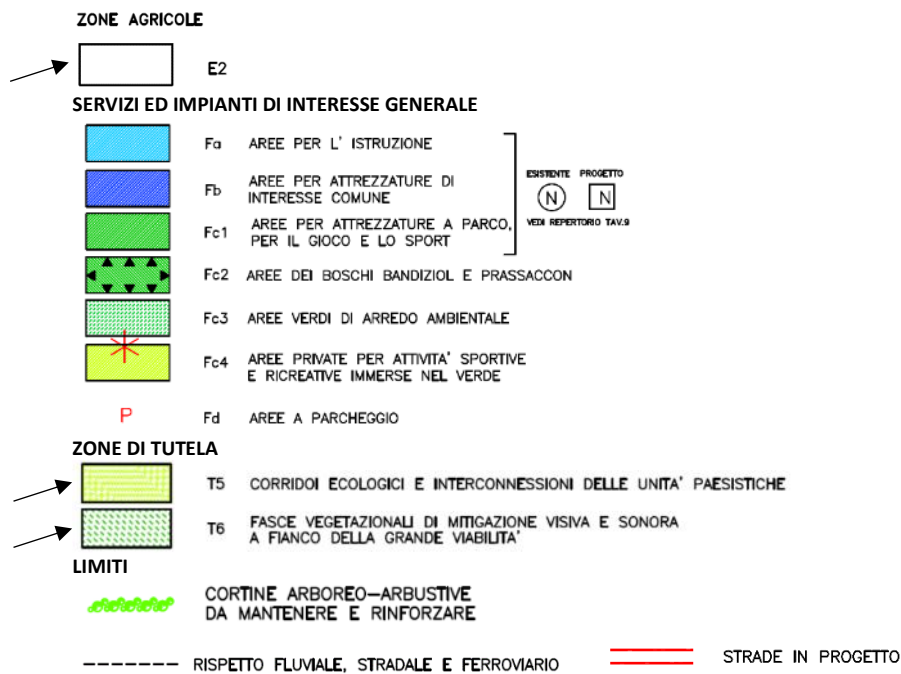 ZONE AGRICOLE
E2
SERVIZI ED IMPIANTI DI INTERESSE GENERALE
Fa AREE PER L' ISTRUZIONE
Fb AREE PER ATTREZZATURE DI
INTERESSE COMUNE
Fc1 AREE PER ATTREZZATURE A PARCO,
PER IL GIOCO E LO SPORT
ESISTENTE PROGETTO
N N
VEDI REPERTORIO TAV.9
Fc2 AREE DEI BOSCHI BANDIZIOL E PRASSACCON
Fc3 AREE VERDI DI ARREDO AMBIENTALE
Fc4 AREE PRIVATE PER ATTIVITA' SPORTIVE
E RICREATIVE IMMERSE NEL VERDE
P Fd AREE A PARCHEGGIO
ZONE DI TUTELA
T5 CORRIDOI ECOLOGICI E INTERCONNESSIONI DELLE UNITA' PAESISTICHE
T6 FASCE VEGETAZIONALI DI MITIGAZIONE VISIVA E SONORA
A FIANCO DELLA GRANDE VIABILITA'
LIMITI
CORTINE ARBOREO-ARBUSTIVE
DA MANTENERE E RINFORZARE
RISPETTO FLUVIALE, STRADALE E FERROVIARIO
STRADE IN PROGETTO